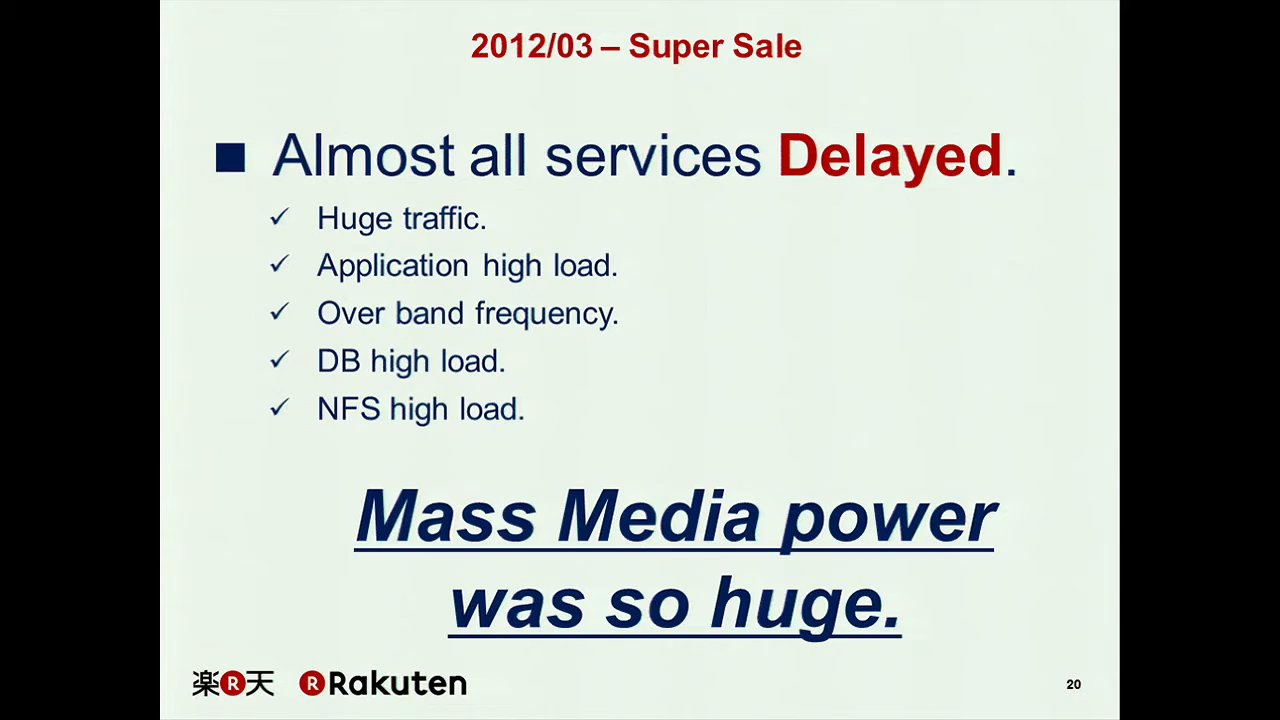 2012/03 – Super Sale
Almost all services Delayed.
Huge traffic.
Application high load.
Over band frequency.
DB high load.
NFS high load.
Mass Media power
was so huge.
楽R天 R Rakuten
20